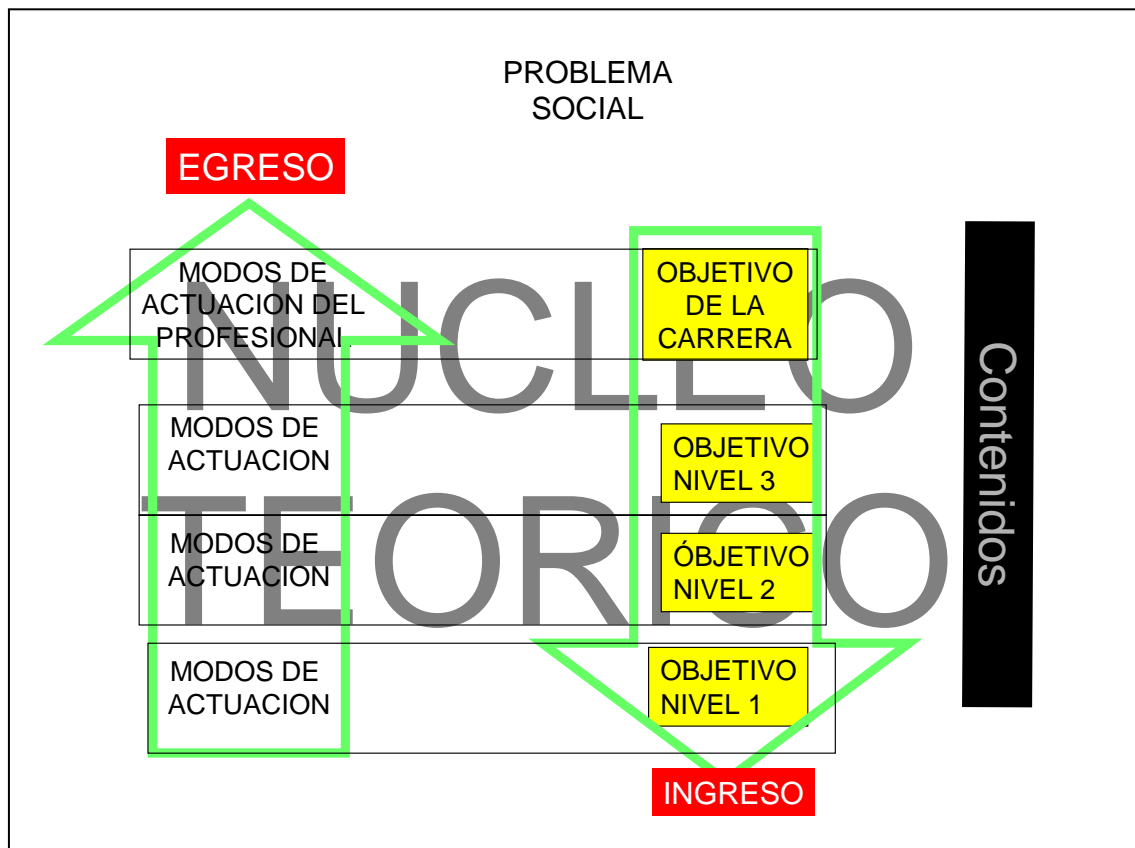 PROBLEMA
SOCIAL
EGRESO
MODOS DE
ACTUACION DEL
PROFESIONAL
OBJETIVO
DE LA
CARRERA
NUCLEO
MODOS DE
ACTUACION
OBJETIVO
NIVEL 3
TEORICO
MODOS DE
ACTUACION
ÓBJETIVO
NIVEL 2
MODOS DE
ACTUACION
OBJETIVO
NIVEL 1
INGRESO
Contenidos